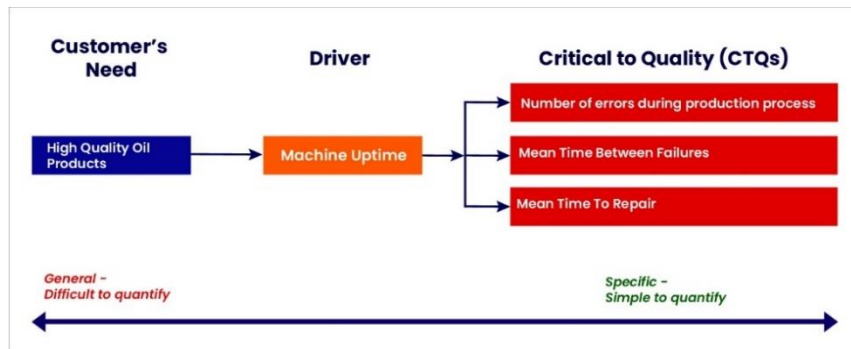 Customer's
Need
Driver
Critical to Quality (CTQs)
High Quality Oil
Products
Machine Uptime
Number of errors during production process
Mean Time Between Failures
Mean Time To Repair
General -
Difficult to quantify
Specific -
Simple to quantify